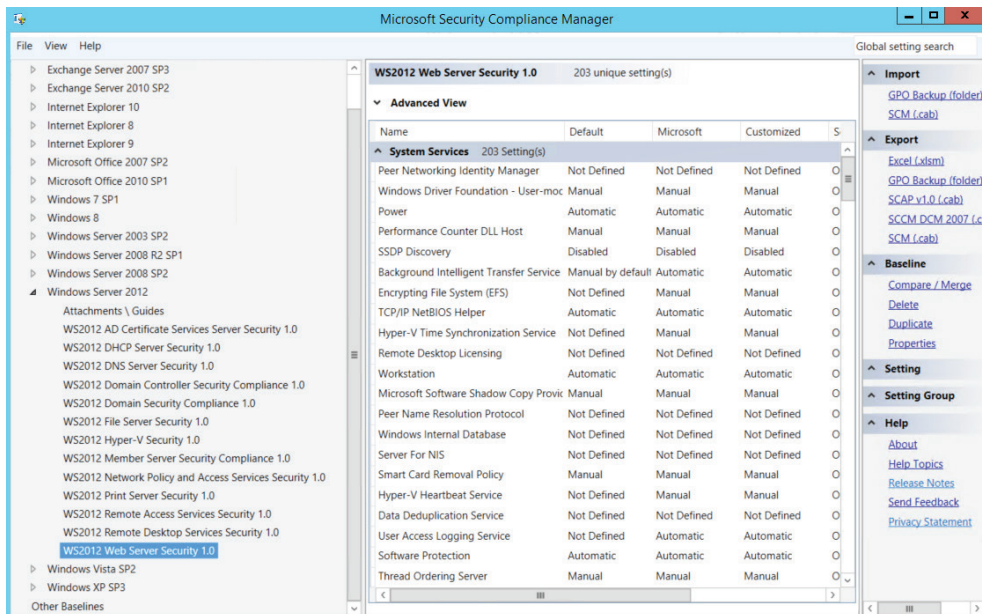 Microsoft Security Compliance Manager
File View Help
Global setting search
Exchange Server 2007 SP3
Exchange Server 2010 SP2
Internet Explorer 10
Internet Explorer 8
Internet Explorer 9
Microsoft Office 2007 SP2
Microsoft Office 2010 SP1
Windows 7 SP1
Windows 8
Windows Server 2003 SP2
Windows Server 2008 R2 SP1
Windows Server 2008 SP2
Windows Server 2012
Attachments \ Guides
WS2012 AD Certificate Services Server Security 1.0
WS2012 DHCP Server Security 1.0
WS2012 DNS Server Security 1.0
WS2012 Domain Controller Security Compliance 1.0
WS2012 Domain Security Compliance 1.0
WS2012 File Server Security 1.0
WS2012 Hyper-V Security 1.0
WS2012 Member Server Security Compliance 1.0
WS2012 Network Policy and Access Services Security 1.0
WS2012 Print Server Security 1.0
WS2012 Remote Access Services Security 1.0
WS2012 Remote Desktop Services Security 1.0
WS2012 Web Server Security 1.0
Windows Vista SP2
Windows XP SP3
Other Baselines
WS2012 Web Server Security 1.0 203 unique setting(s)
Advanced View
Name Default Microsoft Customized S
System Services 203 Setting(s)
Peer Networking Identity Manager Not Defined Not Defined Not Defined O
Windows Driver Foundation - User-moc Manual Manual Manual O
Power Automatic Automatic Automatic O
Performance Counter DLL Host Manual Manual Manual O
SSDP Discovery Disabled Disabled Disabled O
Background Intelligent Transfer Service Manual by default Automatic Automatic O
Encrypting File System (EFS) Not Defined Manual Manual O
TCP/IP NetBIOS Helper Automatic Automatic Automatic O
Hyper-V Time Synchronization Service Not Defined Manual Manual O
Remote Desktop Licensing Not Defined Not Defined Not Defined O
Workstation Automatic Automatic Automatic O
Microsoft Software Shadow Copy Provic Manual Manual Manual O
Peer Name Resolution Protocol Not Defined Not Defined Not Defined O
Windows Internal Database Not Defined Not Defined Not Defined O
Server For NIS Not Defined Not Defined Not Defined O
Smart Card Removal Policy Manual Manual Manual O
Hyper-V Heartbeat Service Not Defined Manual Manual O
Data Deduplication Service Not Defined Not Defined Not Defined O
User Access Logging Service Not Defined Automatic Automatic O
Software Protection Automatic Automatic Automatic O
Thread Ordering Server Manual Manual Manual O
Import
GPO Backup (folder)
SCM (.cab)
Export
Excel (.xlsm)
GPO Backup (folder)
SCAP v1.0 (.cab)
SCCM DCM 2007 (.c
SCM (.cab)
Baseline
Compare / Merge
Delete
Duplicate
Properties
Setting
Setting Group
Help
About
Help Topics
Release Notes
Send Feedback
Privacy Statement